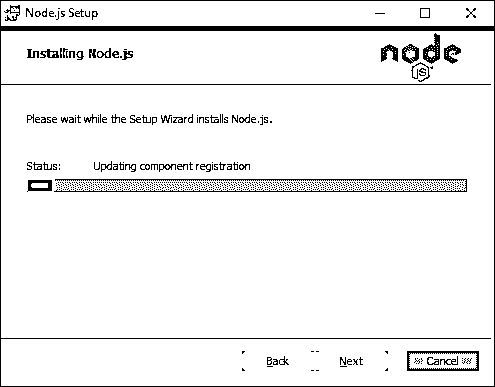 Node.js Setup
Installing Node.js
node
JS
Please wait while the Setup Wizard installs Node.js.
Status: Updating component registration
Back Next Cancel